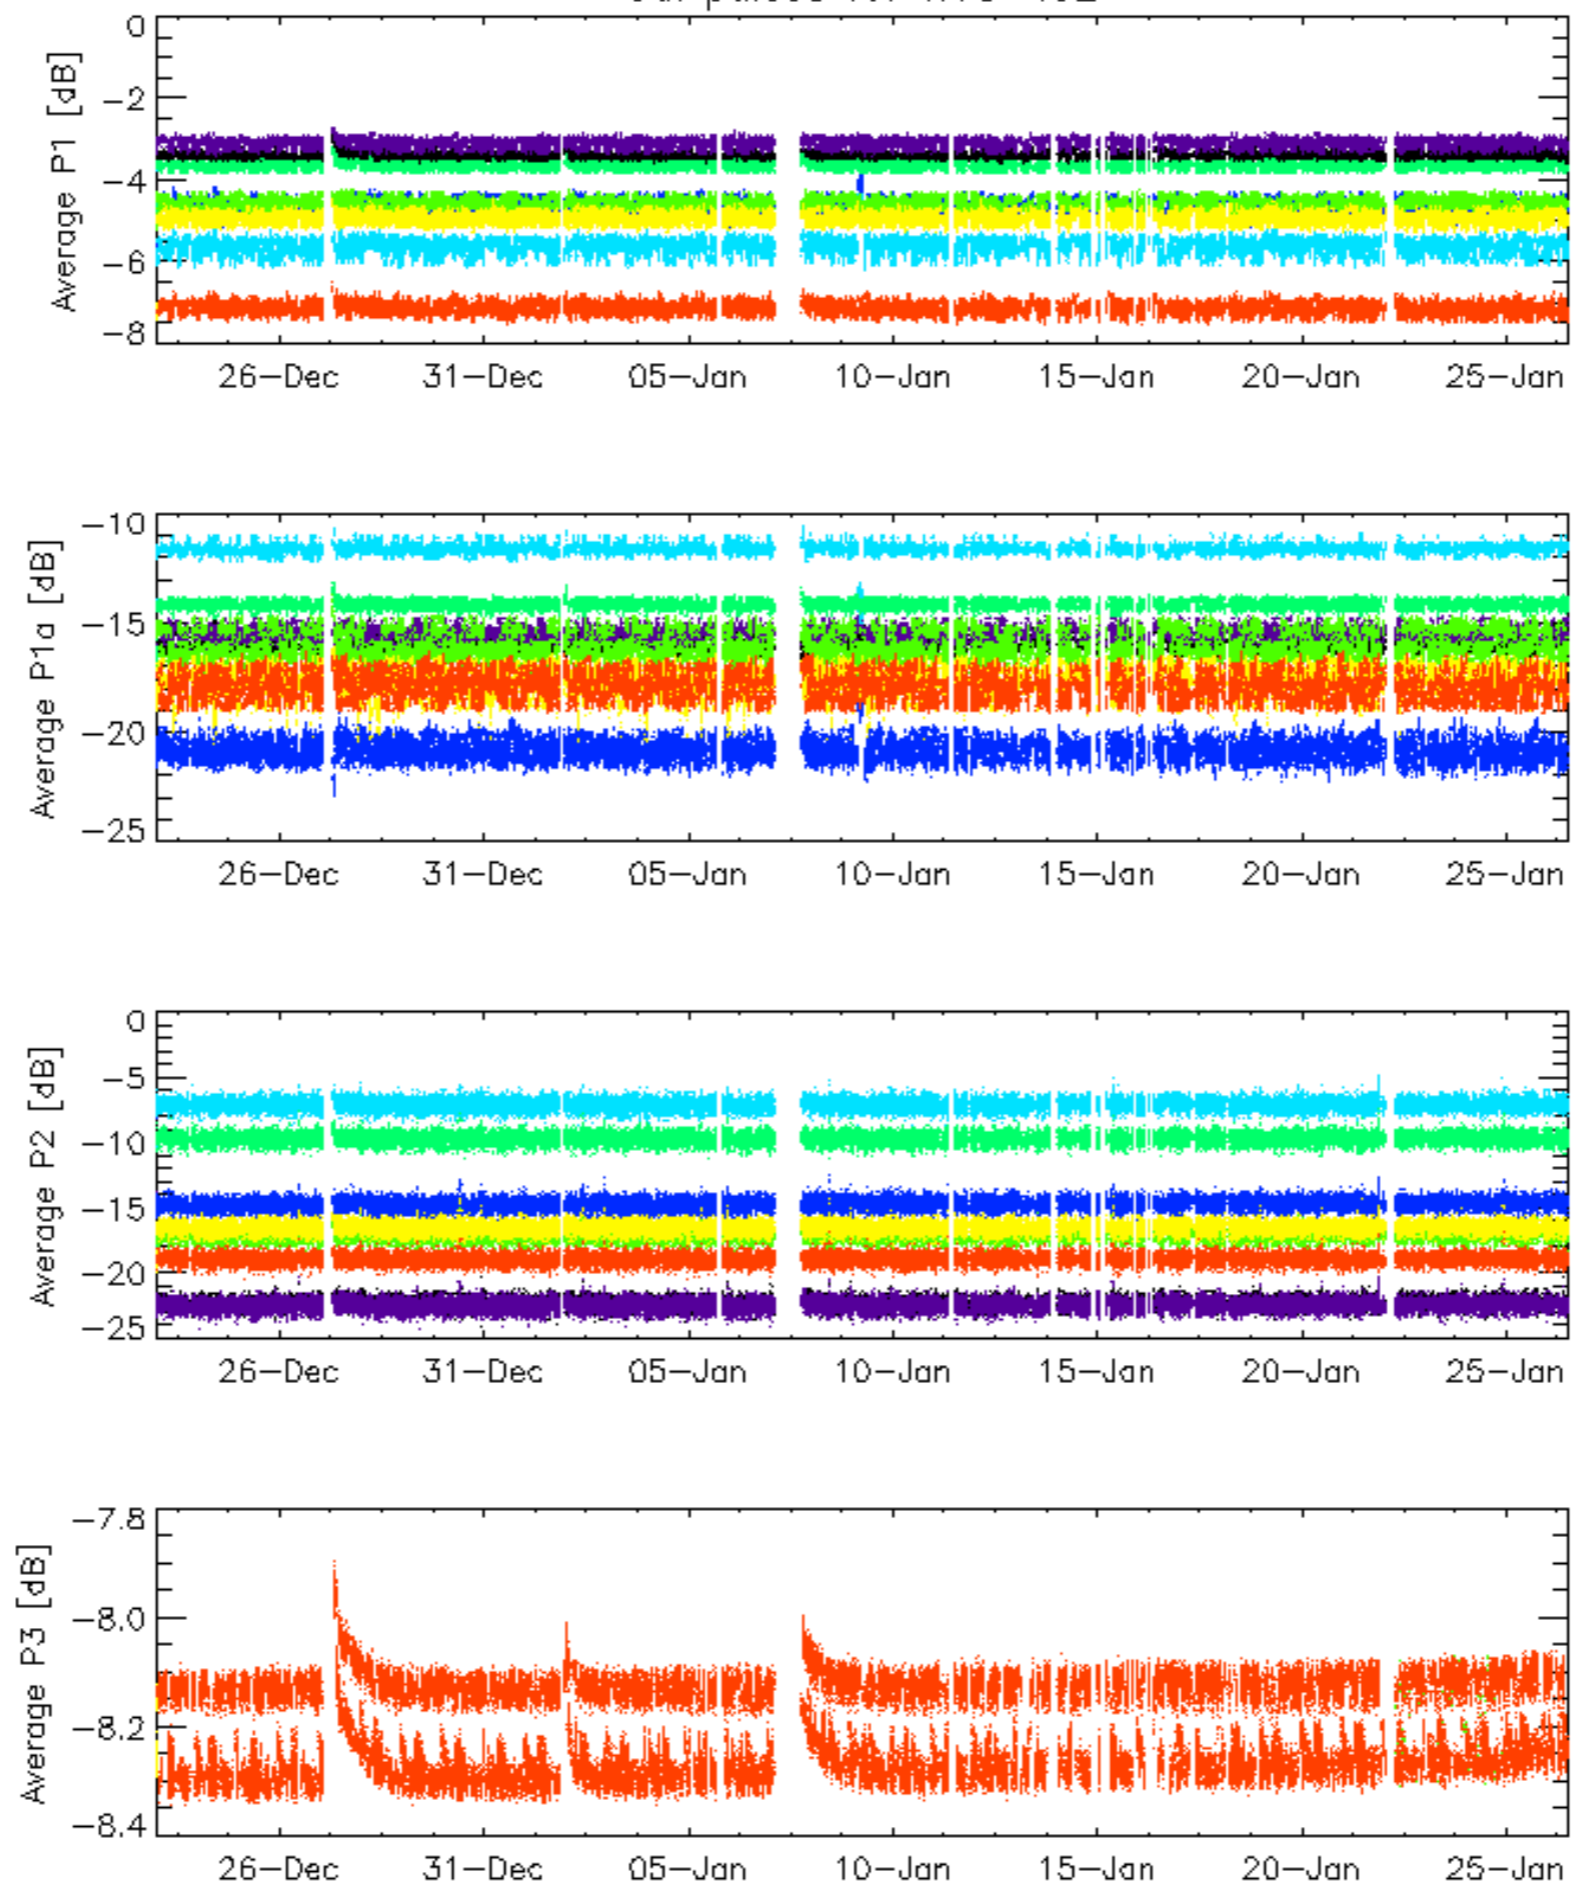 0
−2
−4
−6
−8
Average P1 [dB]
26−Dec 31−Dec 05−Jan 10−Jan 15−Jan 20−Jan 25−Jan
−10
−15
−20
−25
Average P1a [dB]
26−Dec 31−Dec 05−Jan 10−Jan 15−Jan 20−Jan 25−Jan
0
−5
−10
−15
−20
−25
Average P2 [dB]
26−Dec 31−Dec 05−Jan 10−Jan 15−Jan 20−Jan 25−Jan
−7.8
−8.0
−8.2
−8.4
Average P3 [dB]
26−Dec 31−Dec 05−Jan 10−Jan 15−Jan 20−Jan 25−Jan